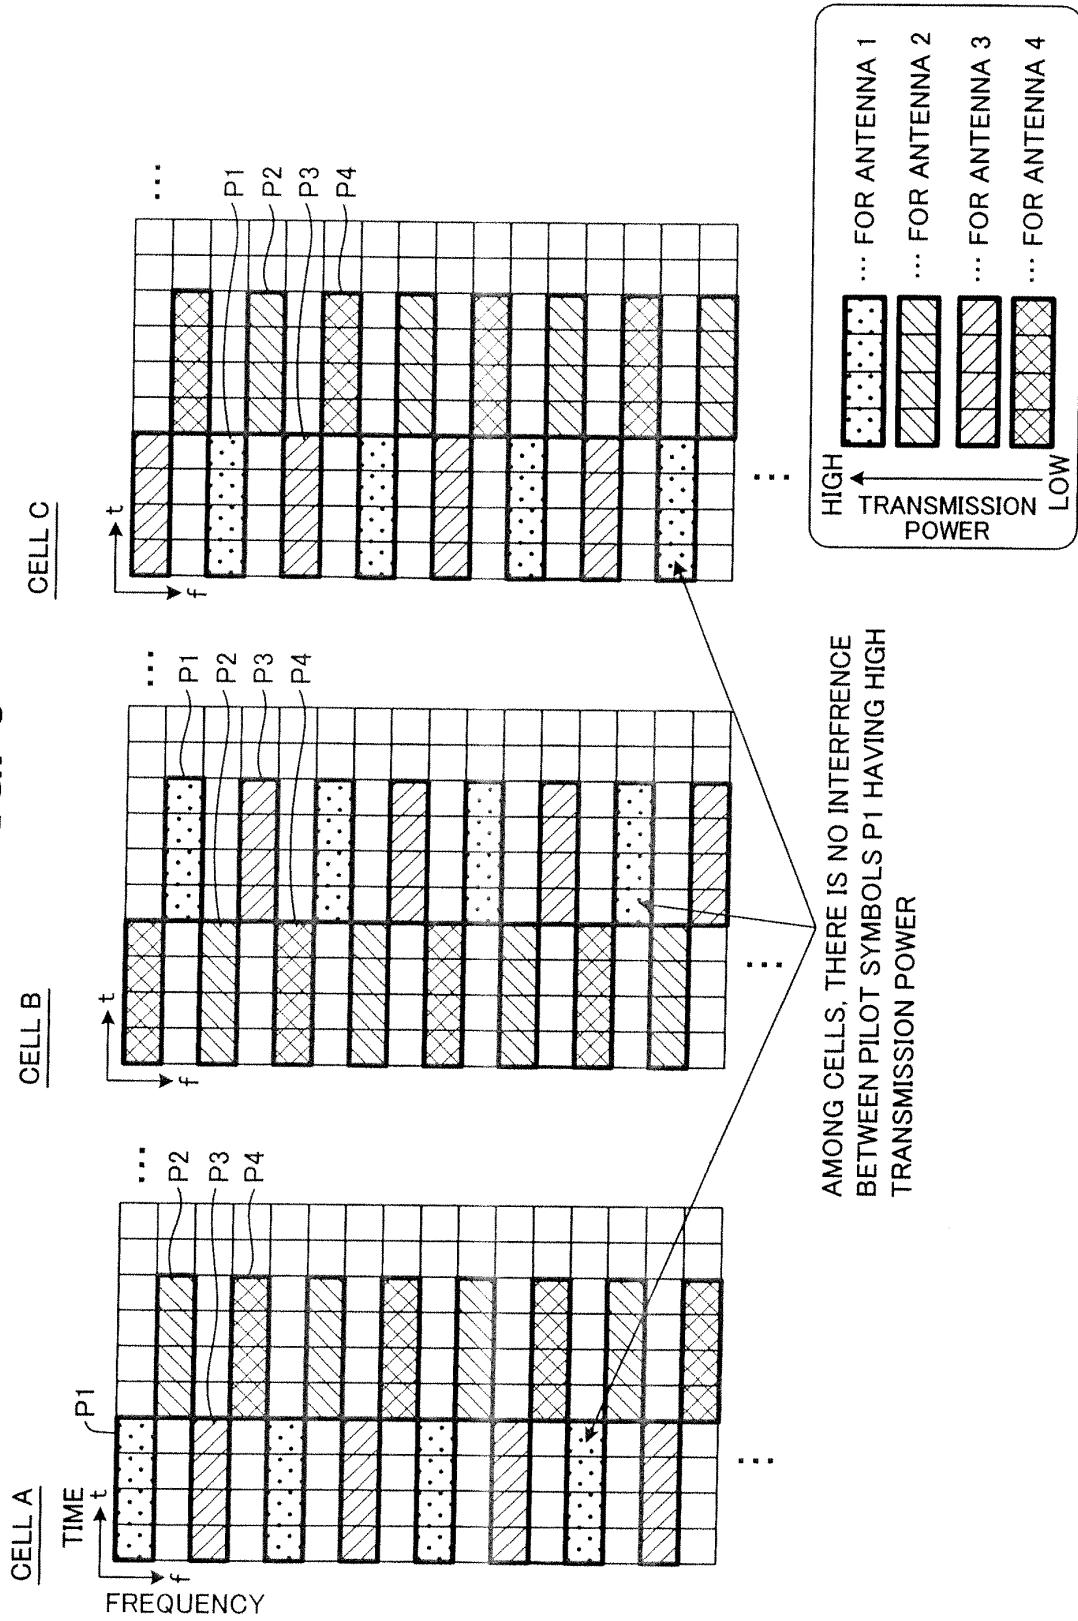 CELL A
TIME
t
f
FREQUENCY
P1
P2
P3
P4
...
...
CELL B
t
f
P1
P2
P3
P4
...
...
CELL C
t
f
P1
P2
P3
P4
...
...
AMONG CELLS, THERE IS NO INTERFRENCE
BETWEEN PILOT SYMBOLS P1 HAVING HIGH
TRANSMISSION POWER
HIGH
TRANSMISSION
POWER
LOW
... FOR ANTENNA 1
... FOR ANTENNA 2
... FOR ANTENNA 3
... FOR ANTENNA 4